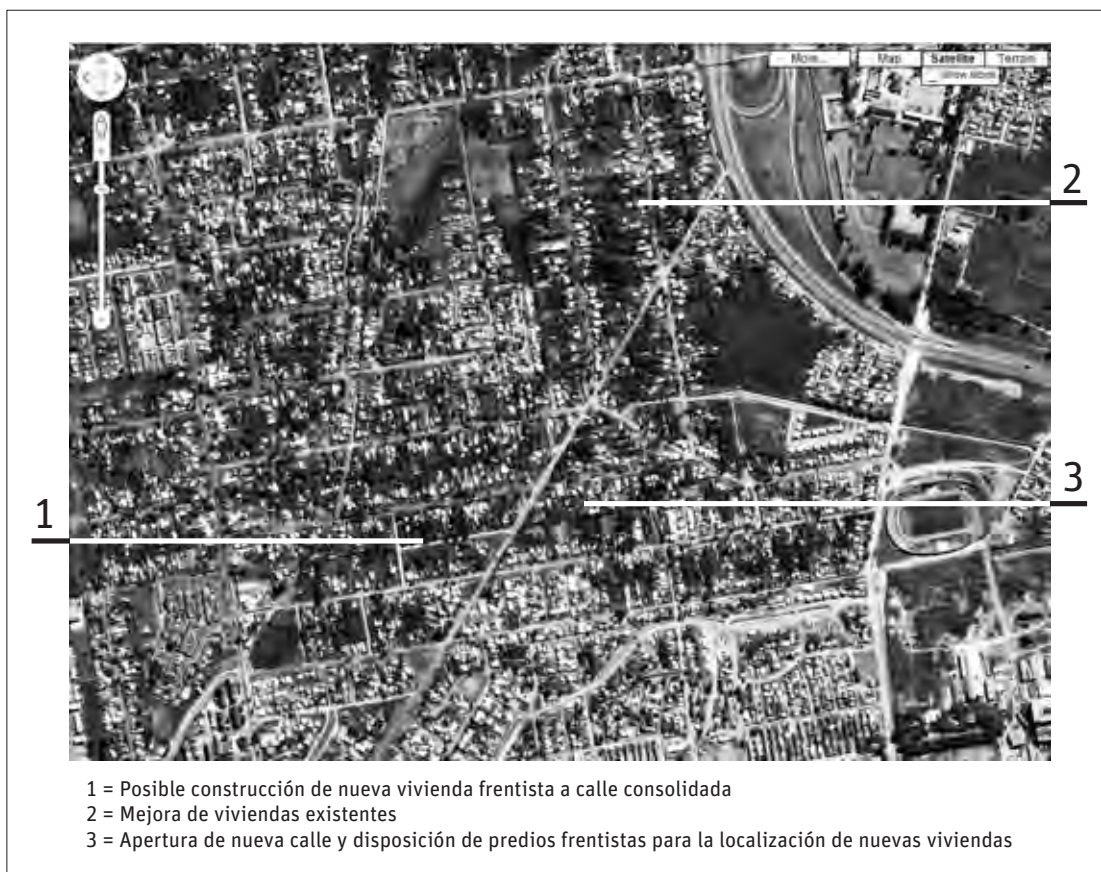 More... Map Satellite Terrain
2
3
1
1 = Posible construcción de nueva vivienda frentista a calle consolidada
2 = Mejora de viviendas existentes
3 = Apertura de nueva calle y disposición de predios frentistas para la localización de nuevas viviendas